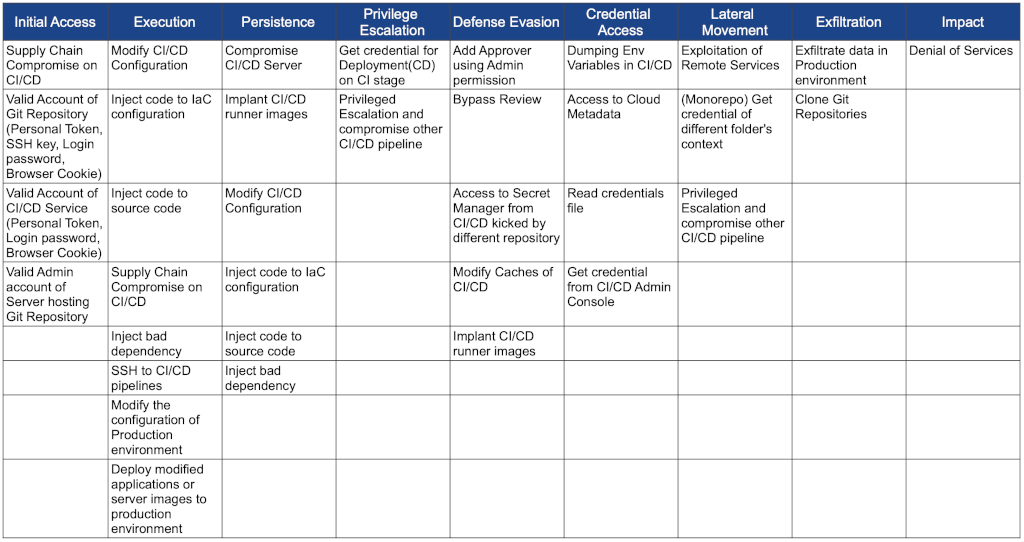 Initial Access
Execution
Persistence
Privilege
Escalation
Defense Evasion
Credential
Access
Lateral
Movement
Exfiltration
Impact
Supply Chain
Compromise on
CI/CD
Modify CI/CD
Configuration
Compromise
CI/CD Server
Get credential for
Deployment(CD)
on CI stage
Add Approver
using Admin
permission
Dumping Env
Variables in CI/CD
Exploitation of
Remote Services
Exfiltrate data in
Production
environment
Denial of Services
Valid Account of
Git Repository
(Personal Token,
SSH key, Login
password,
Browser Cookie)
Inject code to IaC
configuration
Implant CI/CD
runner images
Privileged
Escalation and
compromise other
CI/CD pipeline
Bypass Review
Access to Cloud
Metadata
(Monorepo) Get
credential of
different folder's
context
Clone Git
Repositories
Valid Account of
CI/CD Service
(Personal Token,
Login password,
Browser Cookie)
Inject code to
source code
Modify CI/CD
Configuration
Access to Secret
Manager from
CI/CD kicked by
different repository
Read credentials
file
Privileged
Escalation and
compromise other
CI/CD pipeline
Valid Admin
account of
Server hosting
Git Repository
Supply Chain
Compromise on
CI/CD
Inject code to IaC
configuration
Modify Caches of
CI/CD
Get credential
from CI/CD Admin
Console
Inject bad
dependency
Inject code to
source code
Implant CI/CD
runner images
SSH to CI/CD
pipelines
Inject bad
dependency
Modify the
configuration of
Production
environment
Deploy modified
applications or
server images to
production
environment